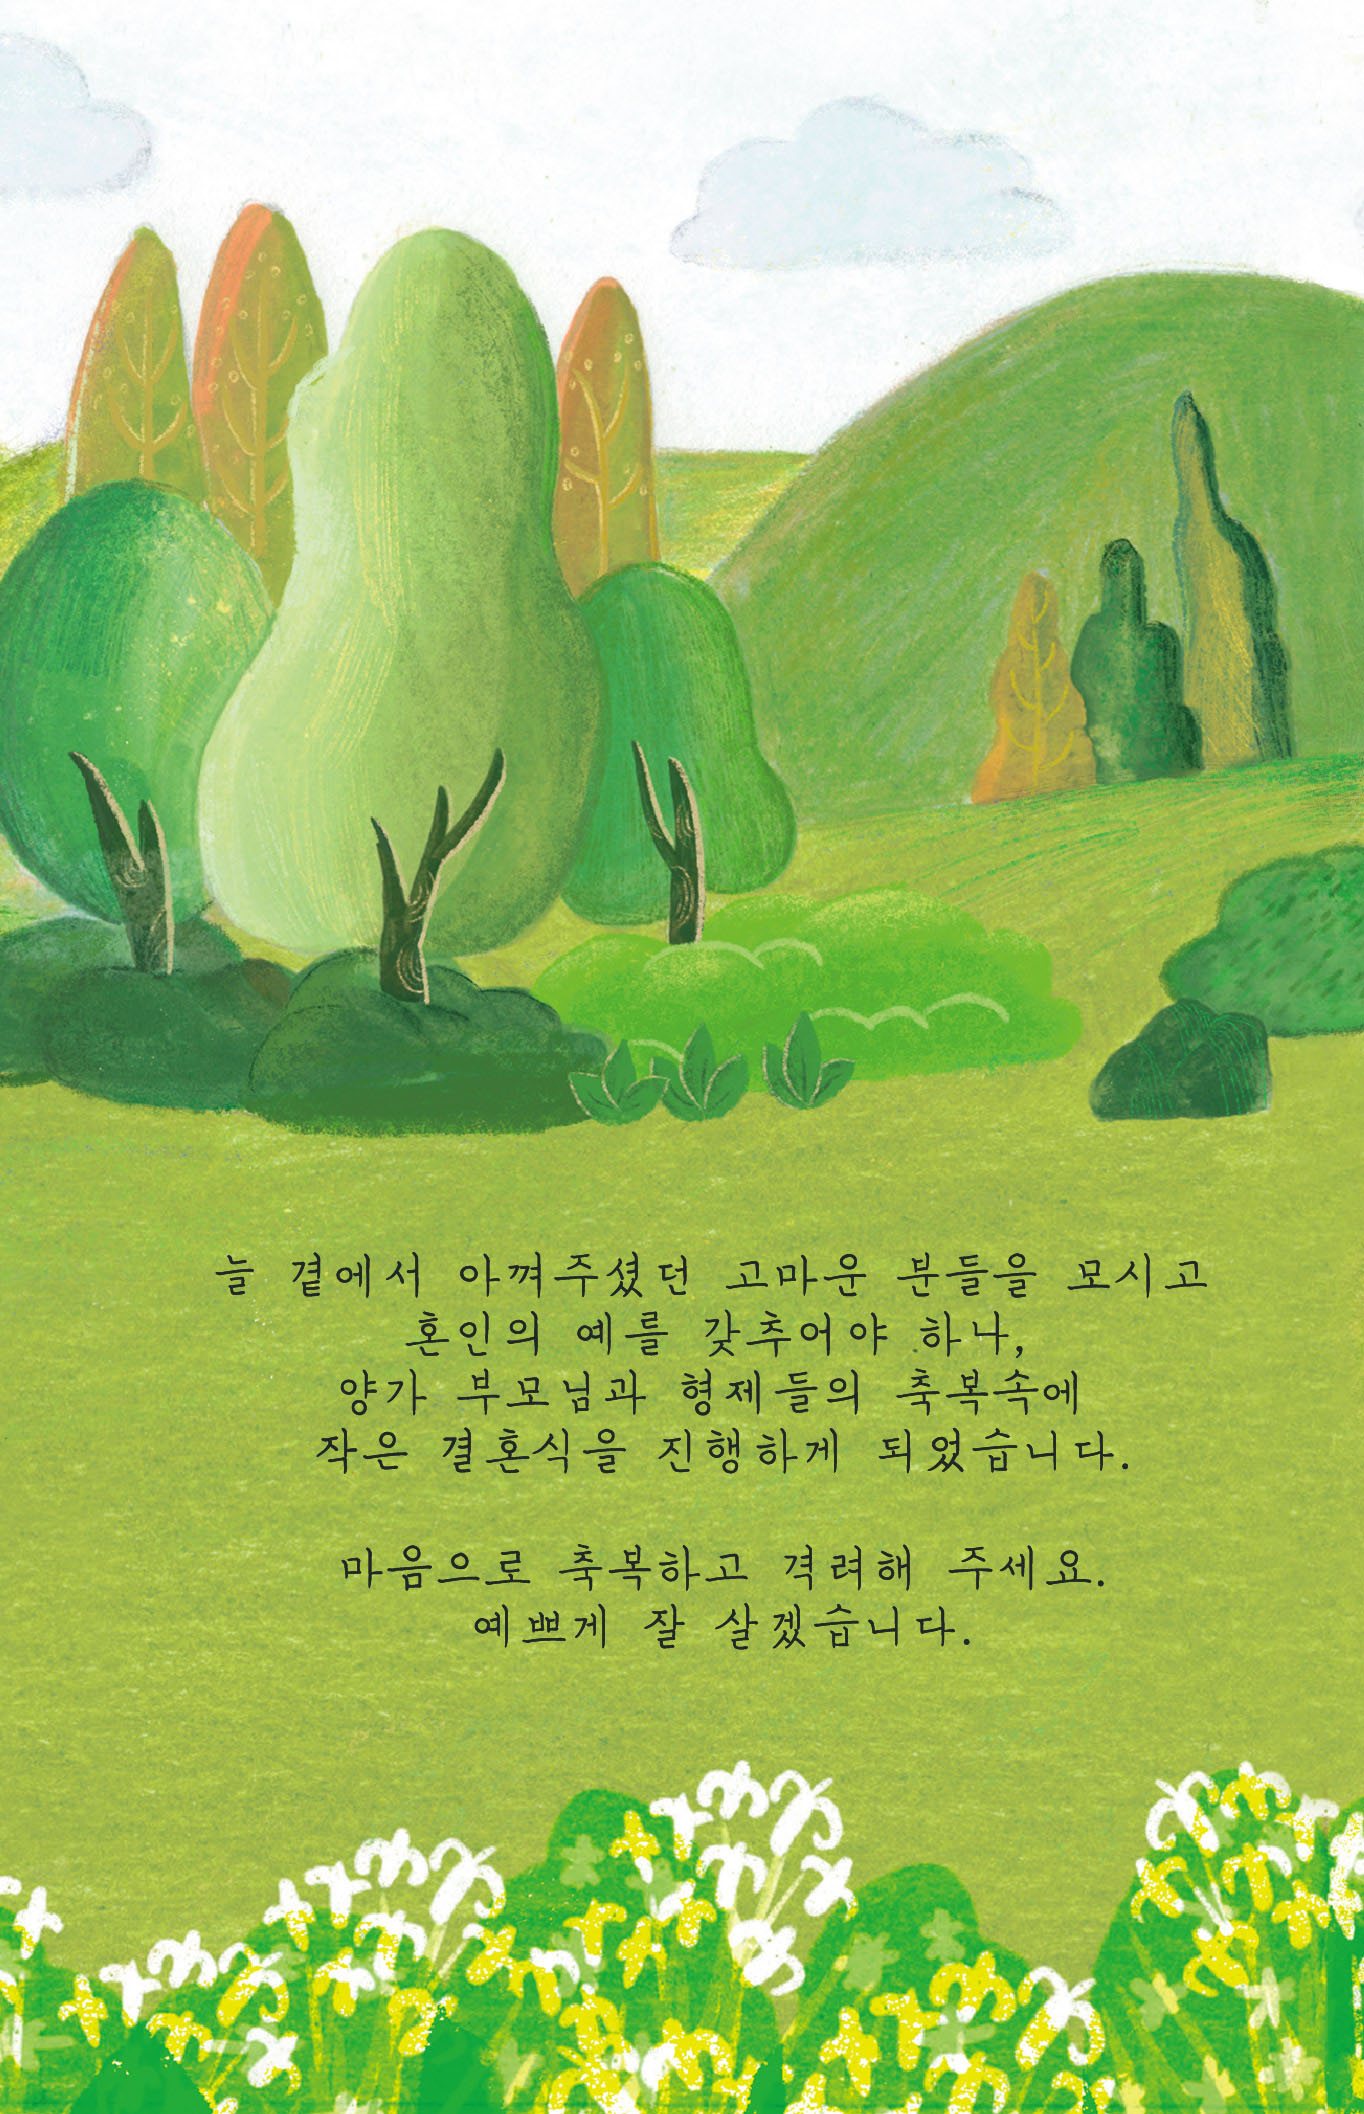 늘 곁에서 아껴주셨던 고마운 분들을 모시고
혼인의 예를 갖추어야 하나,
양가 부모님과 형제들의 축복속에
작은 결혼식을 진행하게 되었습니다.
마음으로 축복하고 격려해 주세요.
예쁘게 잘 살겠습니다.